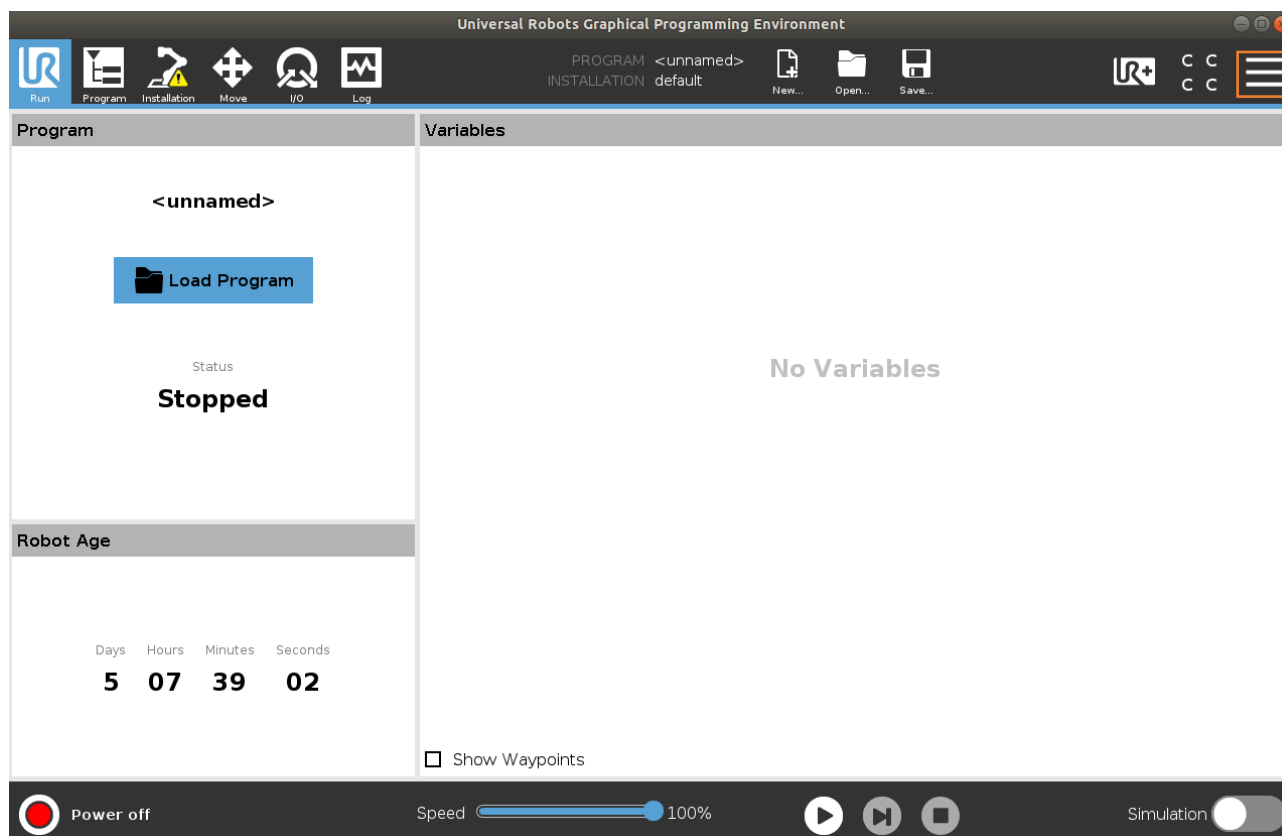 Universal Robots Graphical Programming Environment
PROGRAM <unnamed>
INSTALLATION default
Run
Program
Installation
Move
I/O
Log
New...
Open...
Save...
UR+
C C
C C
Program
<unnamed>
Load Program
Status
Stopped
Robot Age
Days Hours Minutes Seconds
5 07 39 02
Variables
No Variables
Show Waypoints
Power off
Speed 100%
Simulation